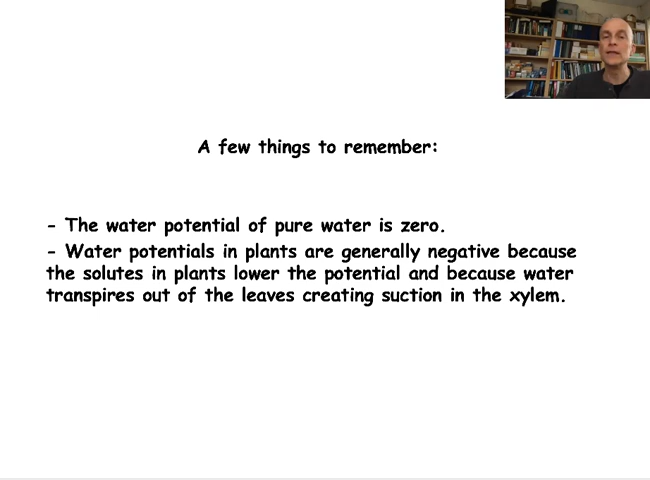 A few things to remember:
- The water potential of pure water is zero.
- Water potentials in plants are generally negative because
the solutes in plants lower the potential and because water
transpires out of the leaves creating suction in the xylem.